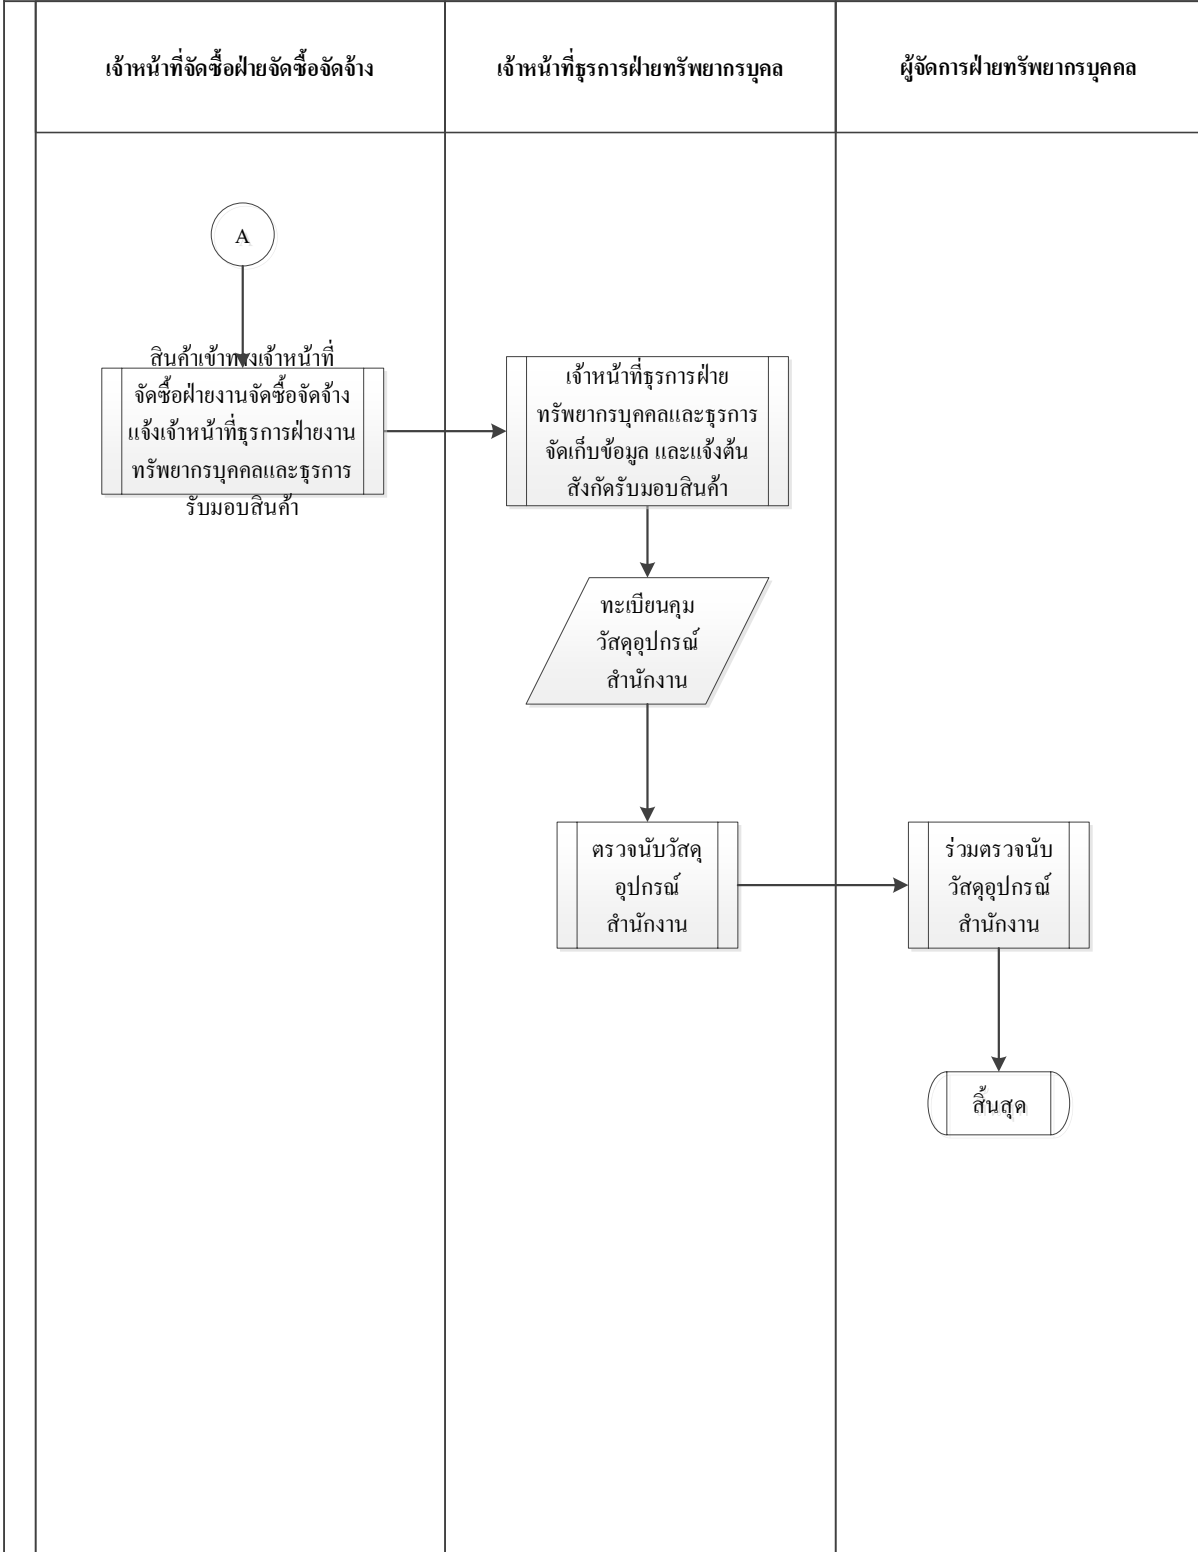 เจ้าหน้าที่จัดซื้อฝ่ายจัดซื้อจัดจ้าง
เจ้าหน้าที่ธุรการฝ่ายทรัพยากรบุคล
ผู้จัดการฝ่ายทรัพยากรบุคคล
A
สินค้าเข้าทางเจ้าหน้าที่
จัดซื้อฝ่ายงานจัดซื้อจัดจ้าง
แจ้งเจ้าหน้าที่ธุรการฝ่ายงาน
ทรัพยากรบุคคลและธุรการ
รับมอบสินค้า
เจ้าหน้าที่ธุรการฝ่าย
ทรัพยากรบุคคลและธุรการ
จัดเก็บข้อมูล และแจ้งต้น
สังกัดรับมอบสินค้า
ทะเบียนคุม
วัสดุอุปกรณ์
สำนักงาน
ตรวจนับวัสดุ
อุปกรณ์
สำนักงาน
ร่วมตรวจนับ
วัสดุอุปกรณ์
สำนักงาน
สิ้นสุด